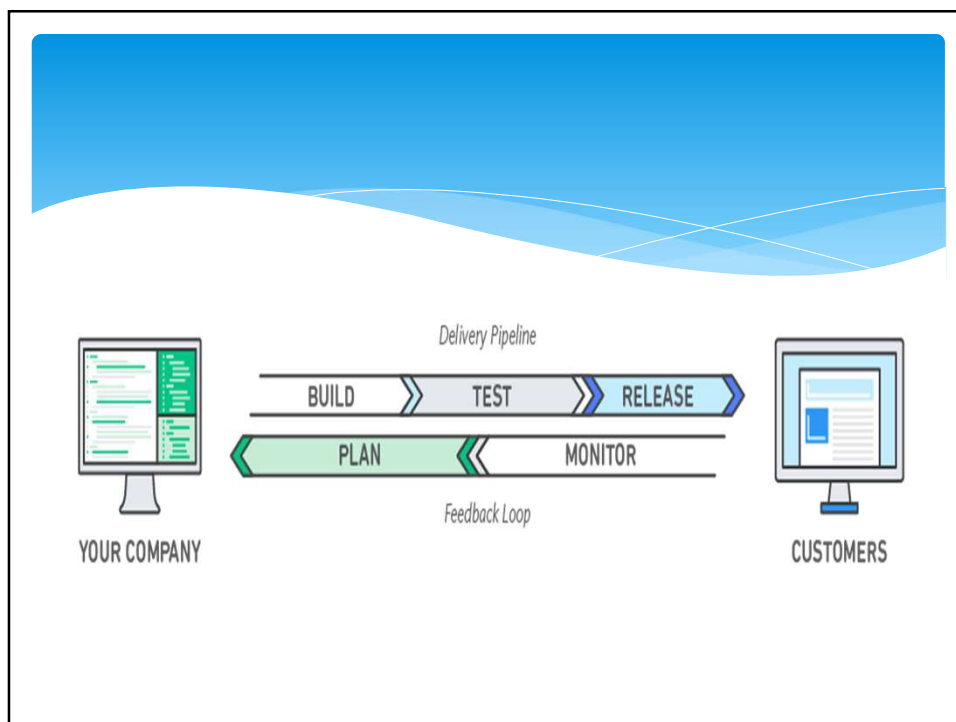 Delivery Pipeline
BUILD TEST RELEASE
PLAN MONITOR
Feedback Loop
YOUR COMPANY CUSTOMERS